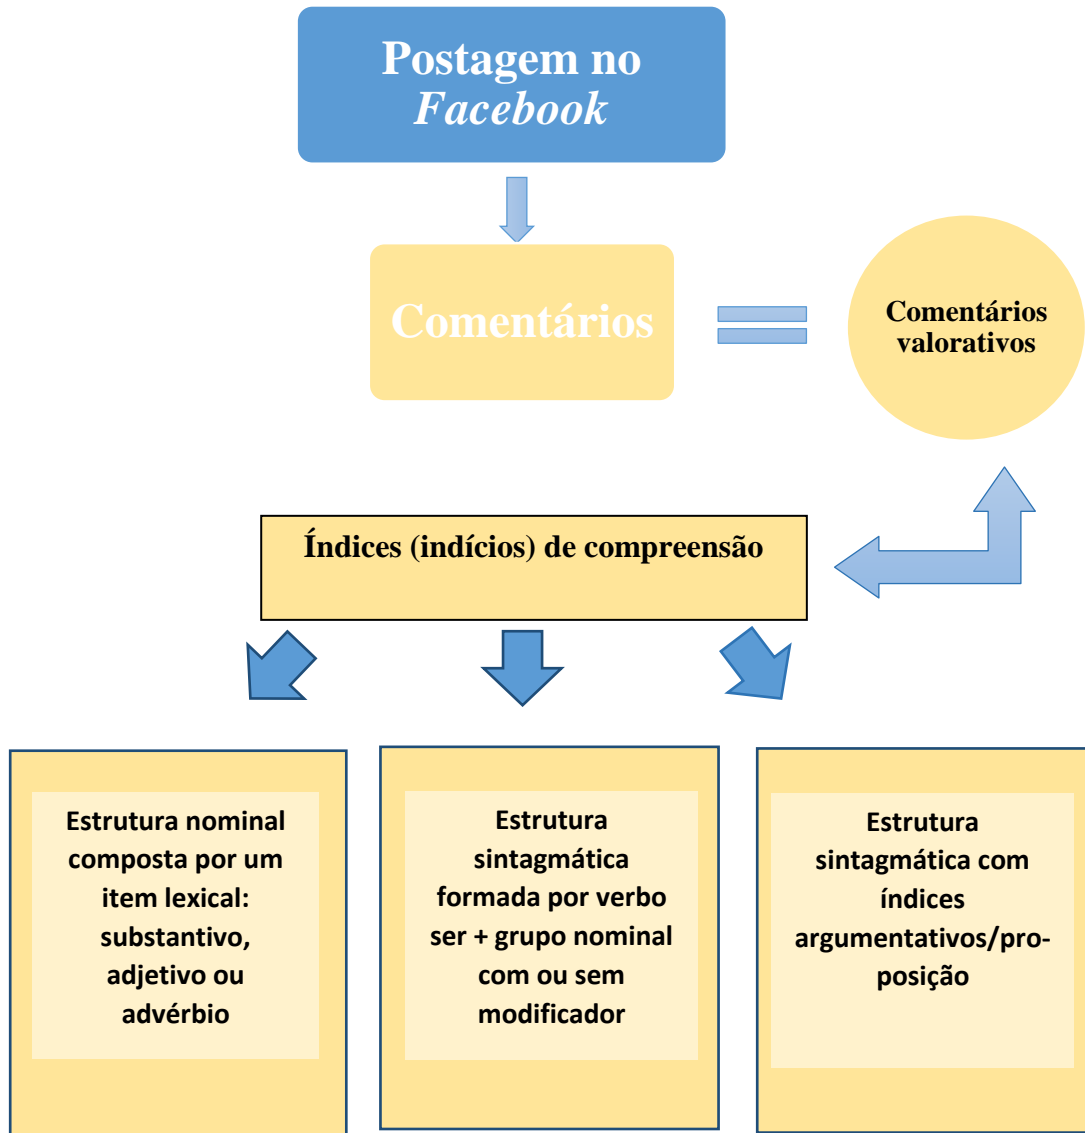 Postagem no
Facebook
Comentários
Comentários
valorativos
Índices (indícios) de compreensão
Estrutura nominal
composta por um
item lexical:
substantivo,
adjetivo ou
advérbio
Estrutura
sintagmática
formada por verbo
ser + grupo nominal
com ou sem
modificador
Estrutura
sintagmática com
índices
argumentativos/pro-
posição